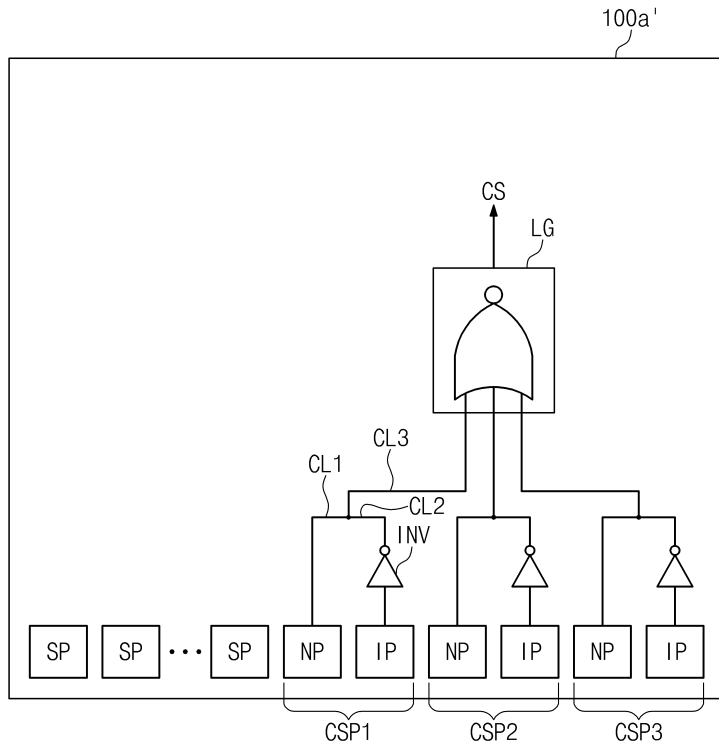 100a'
CS
LG
CL3
CL1
CL2
INV
SP SP ··· SP NP IP NP IP NP IP
CSP1 CSP2 CSP3